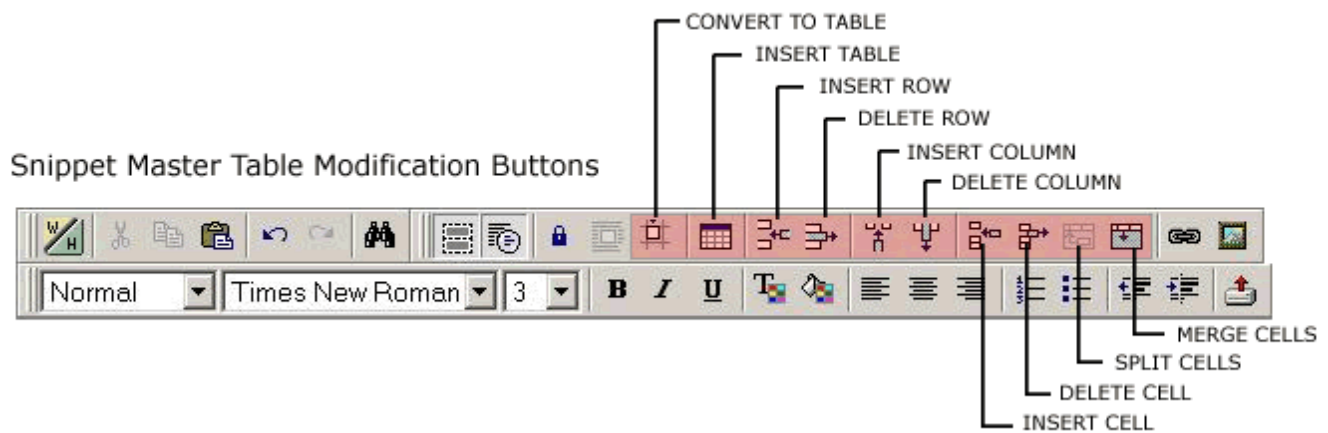 CONVERT TO TABLE
INSERT TABLE
INSERT ROW
DELETE ROW
INSERT COLUMN
DELETE COLUMN
Snippet Master Table Modification Buttons
W
H
Normal
Times New Roman
3
B I U
T
MERGE CELLS
SPLIT CELLS
DELETE CELL
INSERT CELL